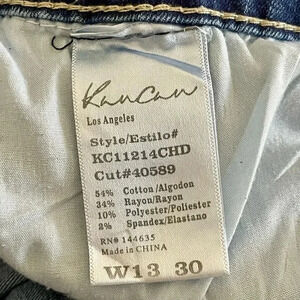 KanCan
Los Angeles
Style/Estilo#
KC11214CHD
Cut#40589
54% Cotton/Algodon
34% Rayon/Rayon
10% Polyester/Poliester
2% Spandex/Elastano
RN# 144635
Made in CHINA
W13 30